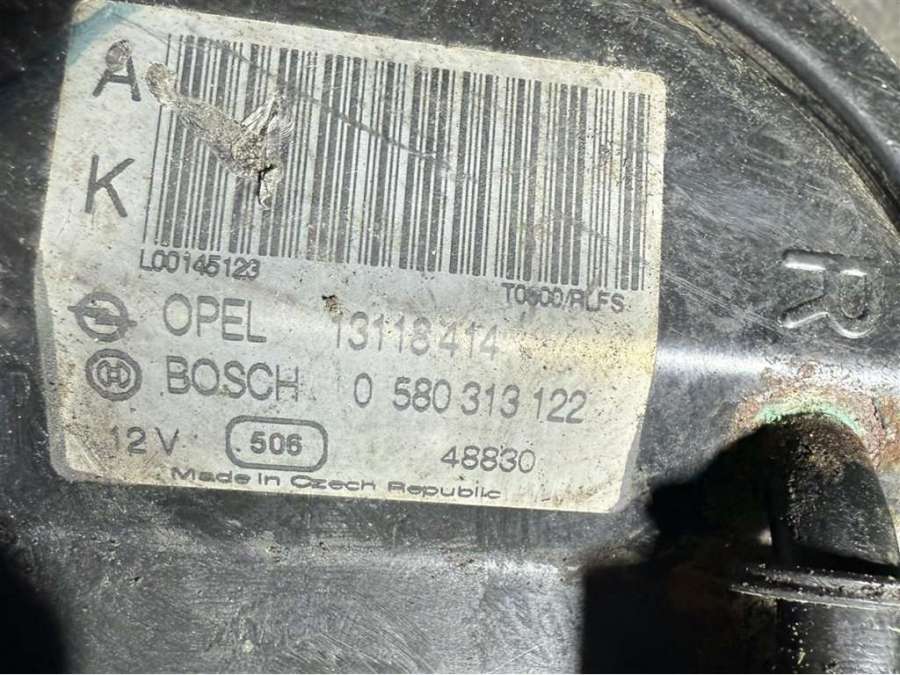 A
K
L00145123
T0600/RLFS
OPEL 13118414
BOSCH 0 580 313 122
12 V 506 48830
Made in Czech Republic
R